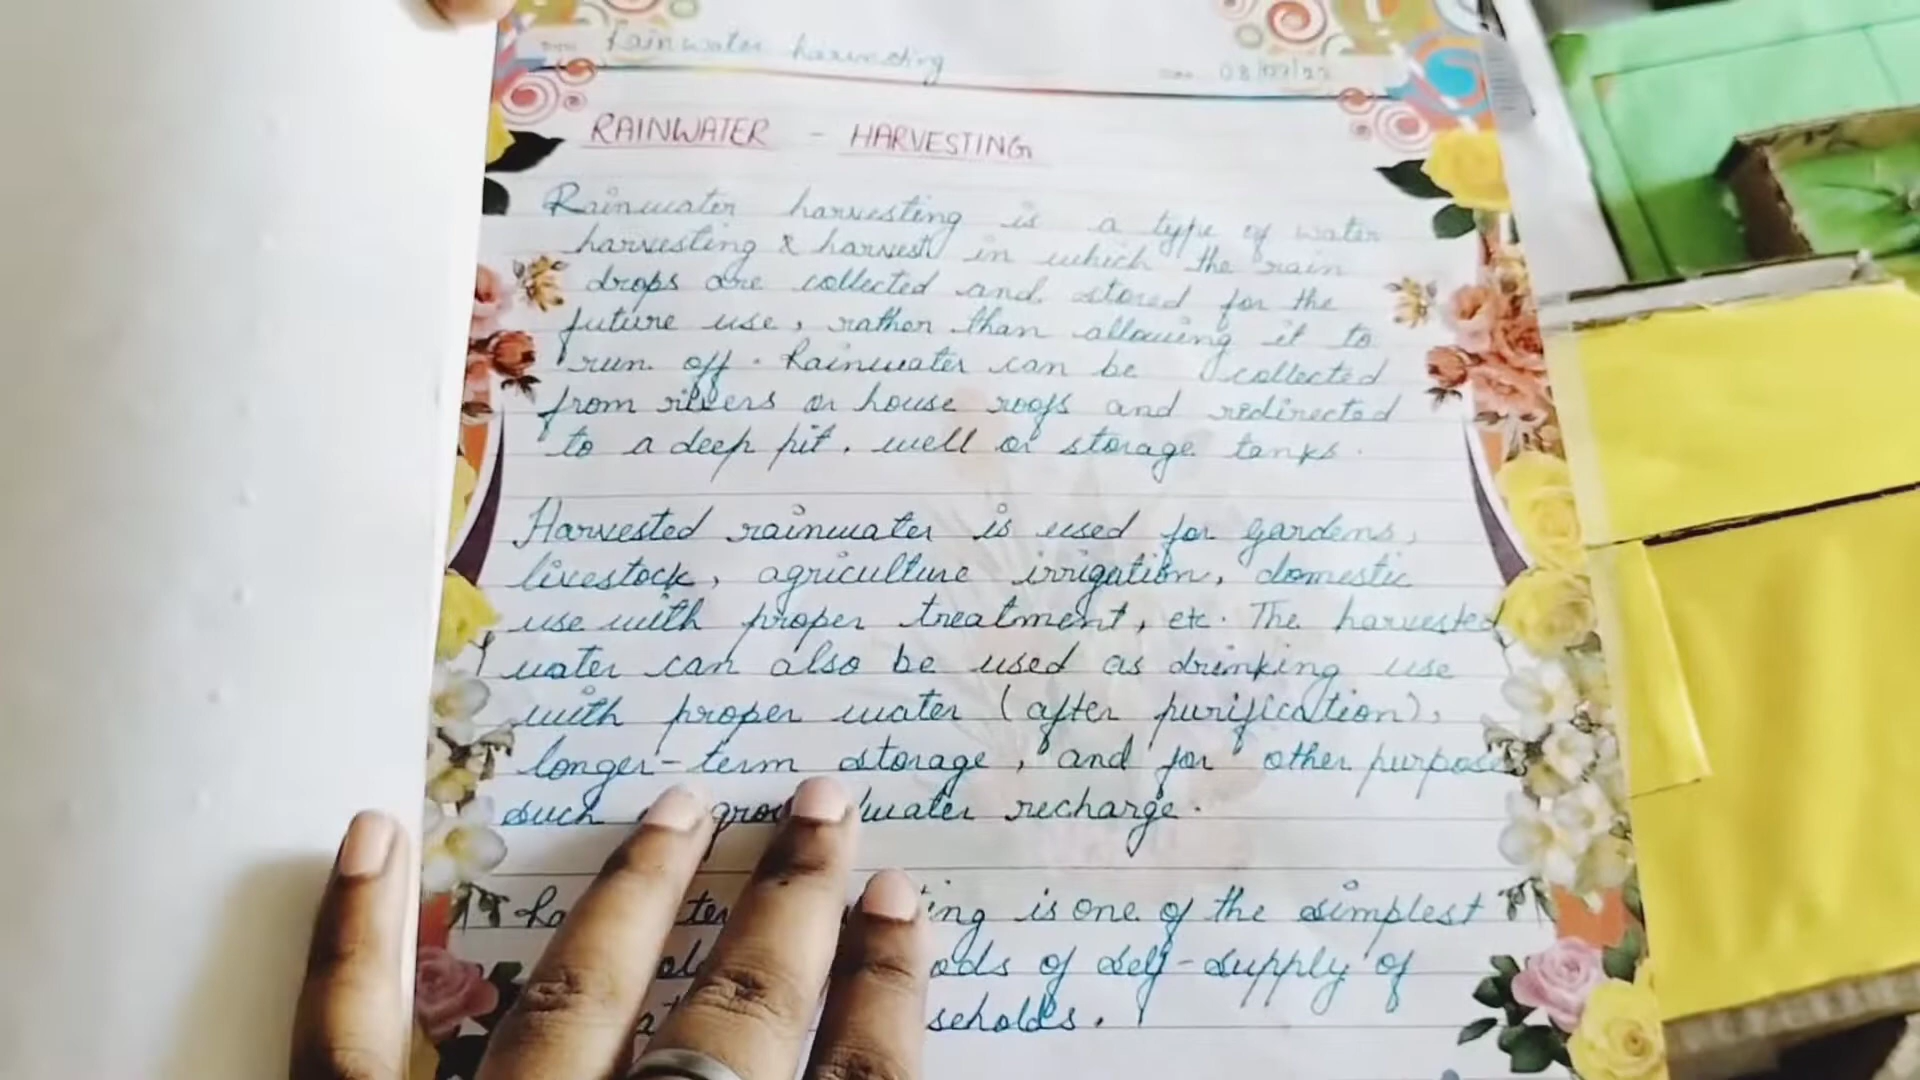 Rainwater harvesting
RAINWATER - HARVESTING
Rainwater harvesting is a type of water
harvesting & harvest in which the rain
drops are collected and stored for the
future use, rather than allowing it to
run off. Rainwater can be collected
from rivers or house roofs and redirected
to a deep pit, well or storage tanks.
Harvested rainwater is used for gardens,
livestock, agriculture irrigation, domestic
use with proper treatment, etc. The harvested
water can also be used as drinking use
with proper water (after purification),
longer-term storage, and for other purposes
such water recharge.
ing is one of the simplest
ods of self-supply of
seholds.